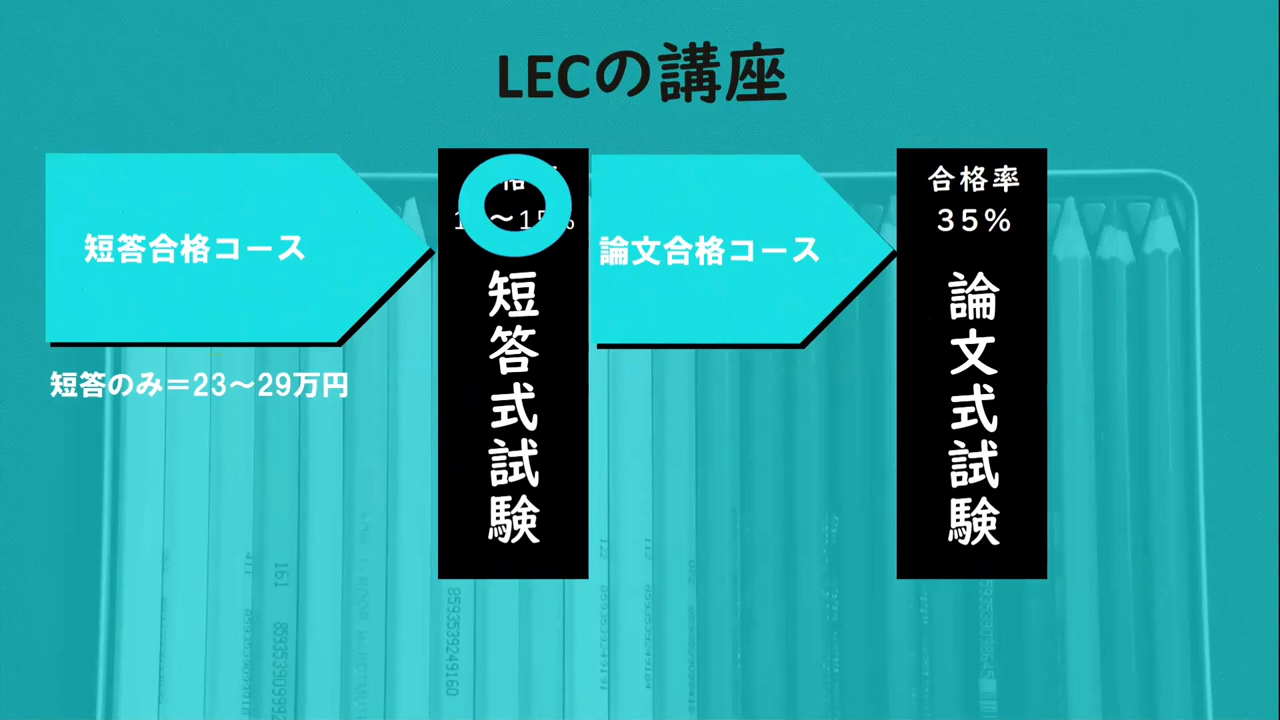 LECの講座
短答合格コース
短答のみ＝23〜29万円
短答式試験
論文合格コース
合格率
35%
論文式試験
161
8593539249160